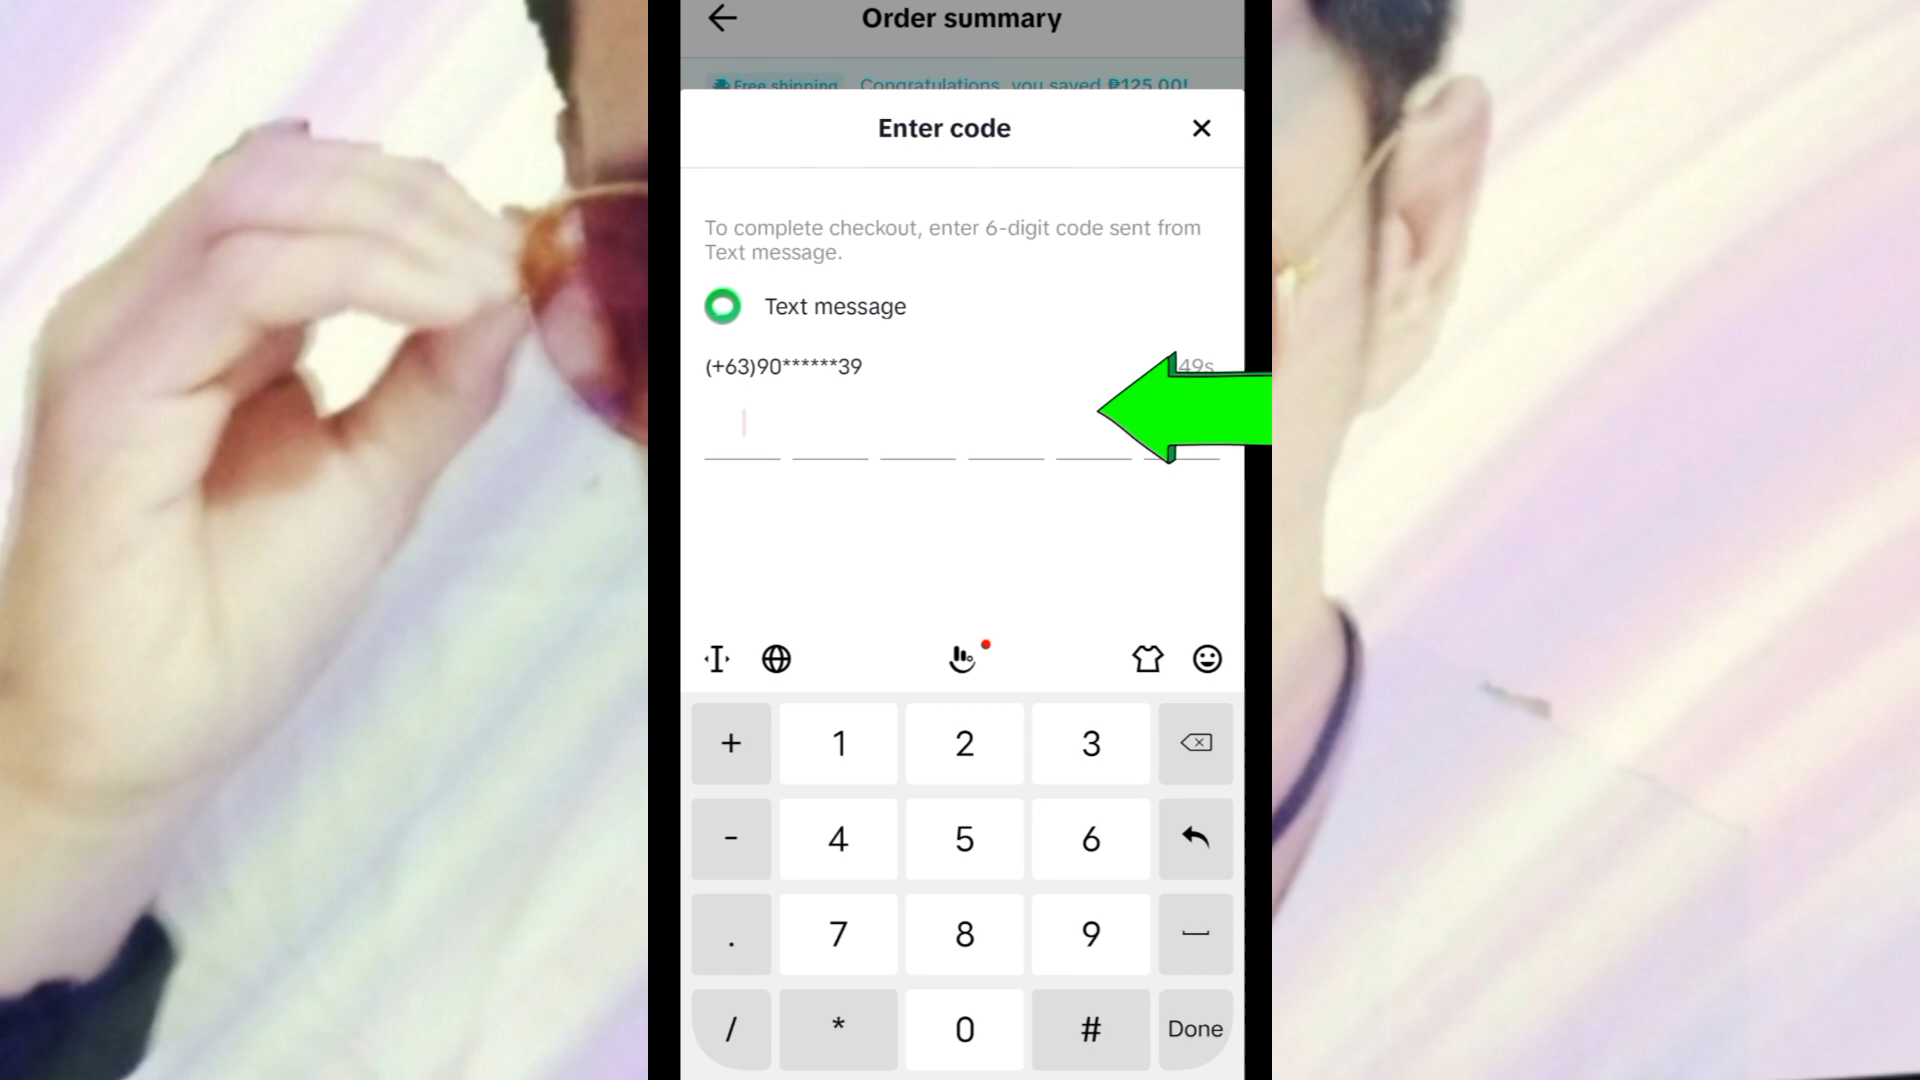 Order summary
Free shipping Congratulations, you saved ₱125.00!
Enter code
To complete checkout, enter 6-digit code sent from
Text message.
Text message
(+63)90******39 49s
+ 1 2 3
- 4 5 6
. 7 8 9
/ * 0 # Done